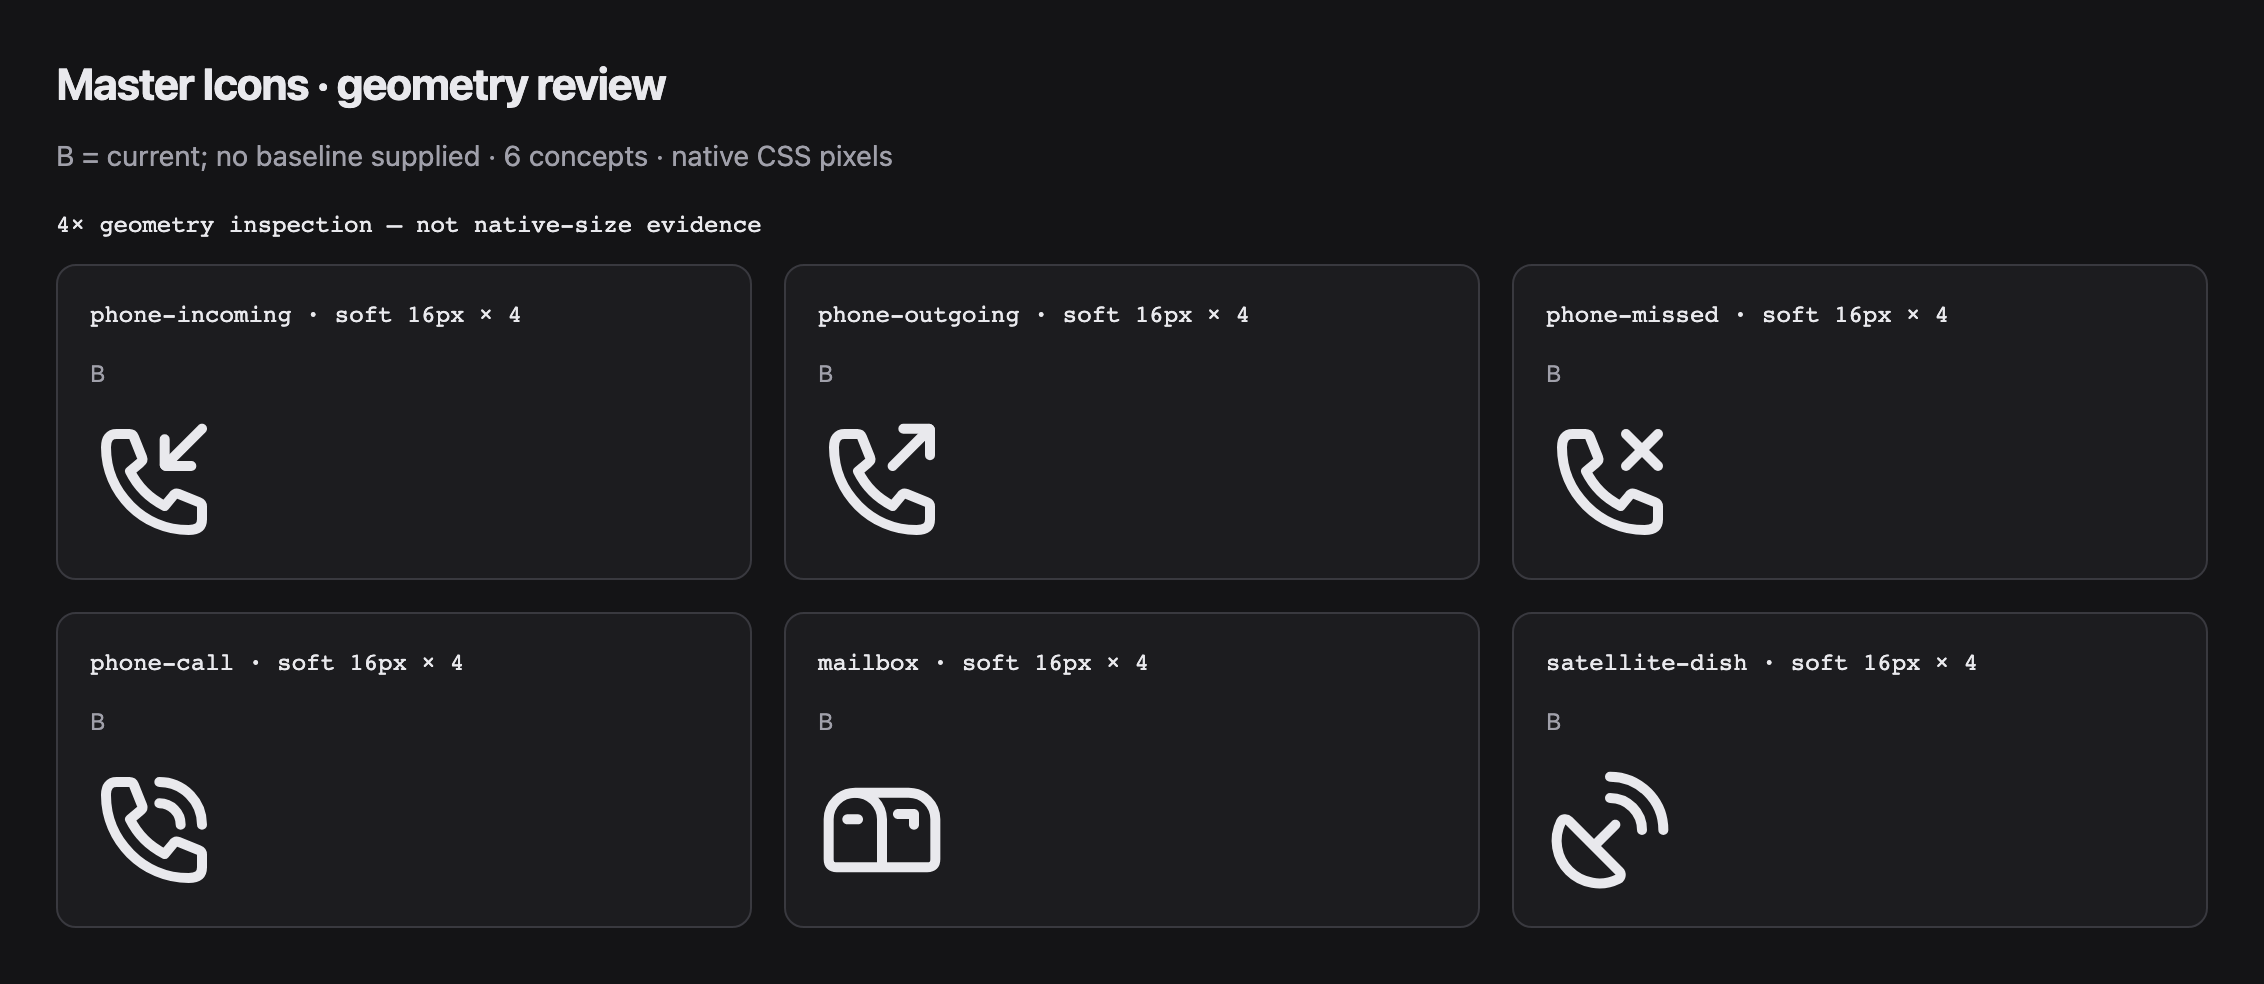 Master Icons · geometry review
B = current; no baseline supplied · 6 concepts · native CSS pixels
4× geometry inspection — not native-size evidence
phone-incoming · soft 16px × 4
B
phone-outgoing · soft 16px × 4
B
phone-missed · soft 16px × 4
B
phone-call · soft 16px × 4
B
mailbox · soft 16px × 4
B
satellite-dish · soft 16px × 4
B